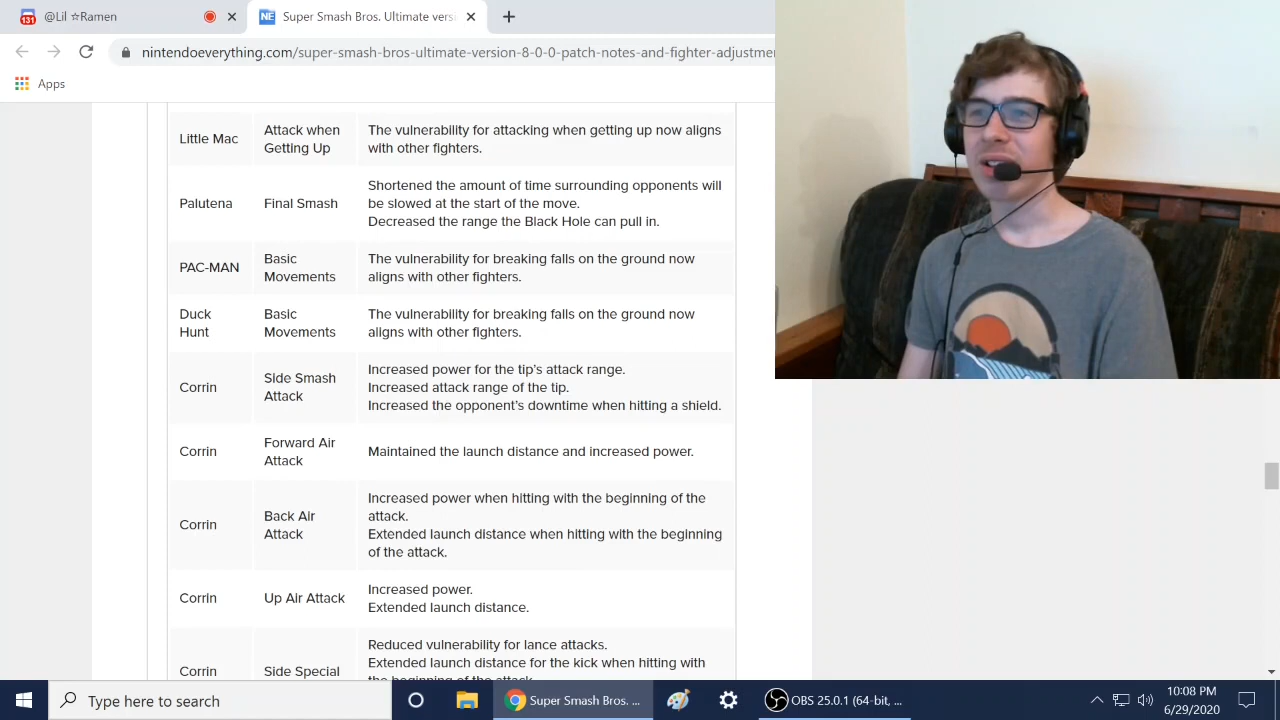 131
@Lil ☆Ramen
NE
Super Smash Bros. Ultimate vers
nintendoeverything.com/super-smash-bros-ultimate-version-8-0-0-patch-notes-and-fighter-adjustmen
Apps
Little Mac
Attack when
Getting Up
The vulnerability for attacking when getting up now aligns
with other fighters.
Palutena
Final Smash
Shortened the amount of time surrounding opponents will
be slowed at the start of the move.
Decreased the range the Black Hole can pull in.
PAC-MAN
Basic
Movements
The vulnerability for breaking falls on the ground now
aligns with other fighters.
Duck
Hunt
Basic
Movements
The vulnerability for breaking falls on the ground now
aligns with other fighters.
Corrin
Side Smash
Attack
Increased power for the tip’s attack range.
Increased attack range of the tip.
Increased the opponent’s downtime when hitting a shield.
Corrin
Forward Air
Attack
Maintained the launch distance and increased power.
Corrin
Back Air
Attack
Increased power when hitting with the beginning of the
attack.
Extended launch distance when hitting with the beginning
of the attack.
Corrin
Up Air Attack
Increased power.
Extended launch distance.
Corrin
Side Special
Reduced vulnerability for lance attacks.
Extended launch distance for the kick when hitting with
the beginning of the attack.
Type here to search
Super Smash Bros. ...
OBS 25.0.1 (64-bit, ...
10:08 PM
6/29/2020